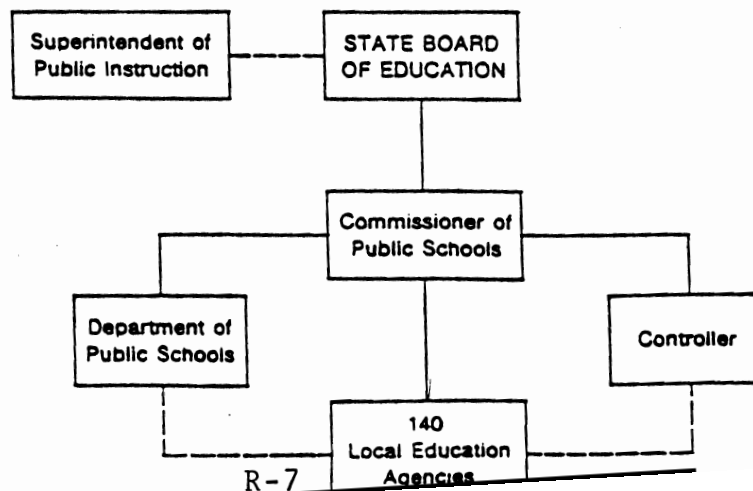 Superintendent of
Public Instruction
STATE BOARD
OF EDUCATION
Commissioner of
Public Schools
Department of
Public Schools
Controller
140
Local Education
Agencies
R-7